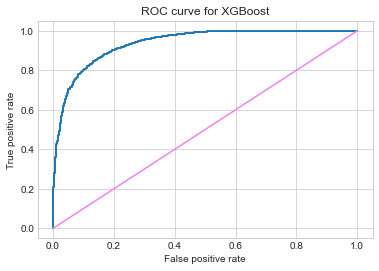 ROC curve for XGBoost
1.0
0.8
0.6
0.4
0.2
0.0
True positive rate
0.0 0.2 0.4 0.6 0.8 1.0
False positive rate